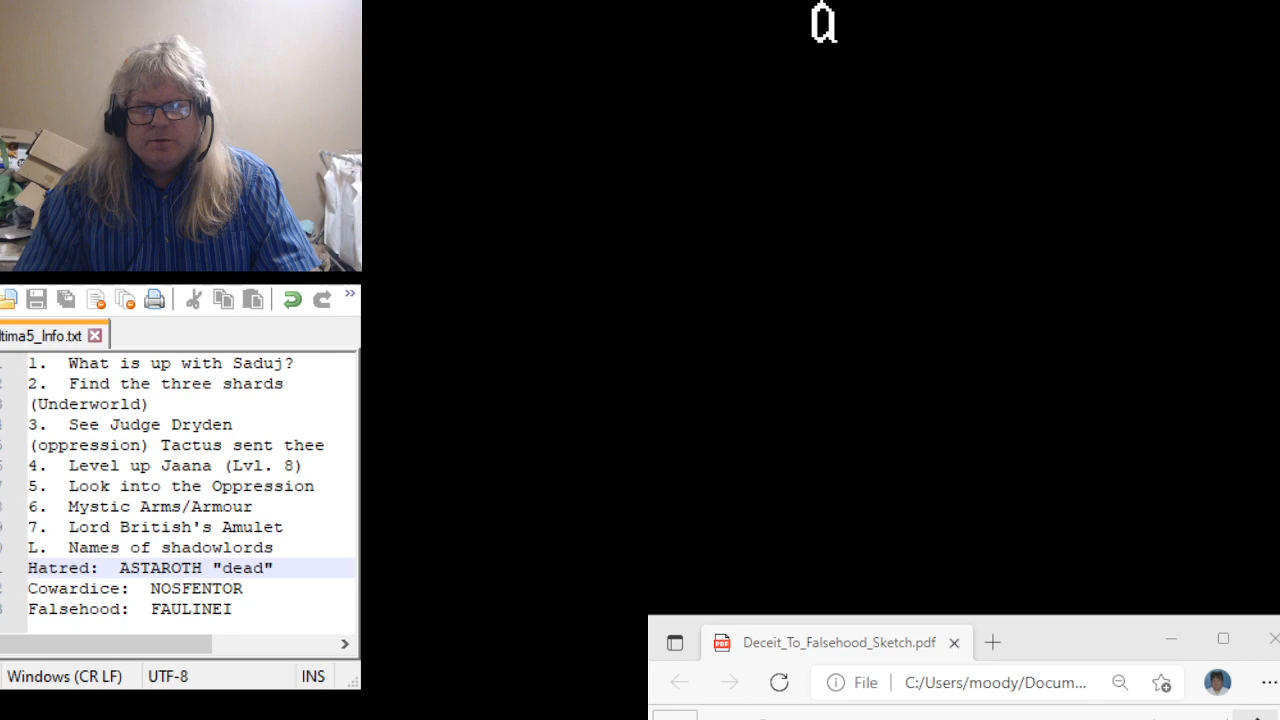 Q
tima5_Info.txt
1. What is up with Saduj?
2. Find the three shards
(Underworld)
3. See Judge Dryden
(oppression) Tactus sent thee
4. Level up Jaana (Lvl. 8)
5. Look into the Oppression
6. Mystic Arms/Armour
7. Lord British's Amulet
L. Names of shadowlords
Hatred: ASTAROTH "dead"
Cowardice: NOSFENTOR
Falsehood: FAULINEI
Windows (CR LF) UTF-8 INS
PDF Deceit_To_Falsehood_Sketch.pdf
File C:/Users/moody/Docum...